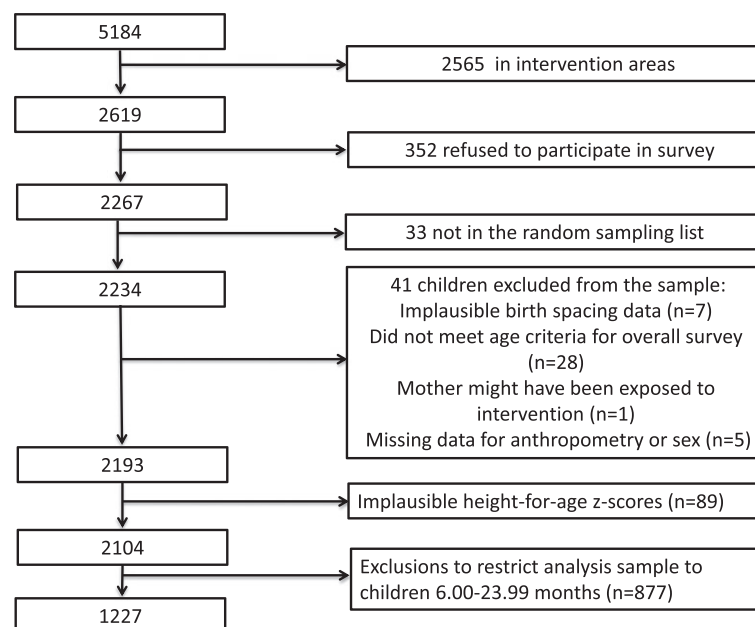 5184
2565 in intervention areas
2619
352 refused to participate in survey
2267
33 not in the random sampling list
2234
41 children excluded from the sample:
Implausible birth spacing data (n=7)
Did not meet age criteria for overall survey
(n=28)
Mother might have been exposed to
intervention (n=1)
Missing data for anthropometry or sex (n=5)
2193
Implausible height-for-age z-scores (n=89)
2104
Exclusions to restrict analysis sample to
children 6.00-23.99 months (n=877)
1227